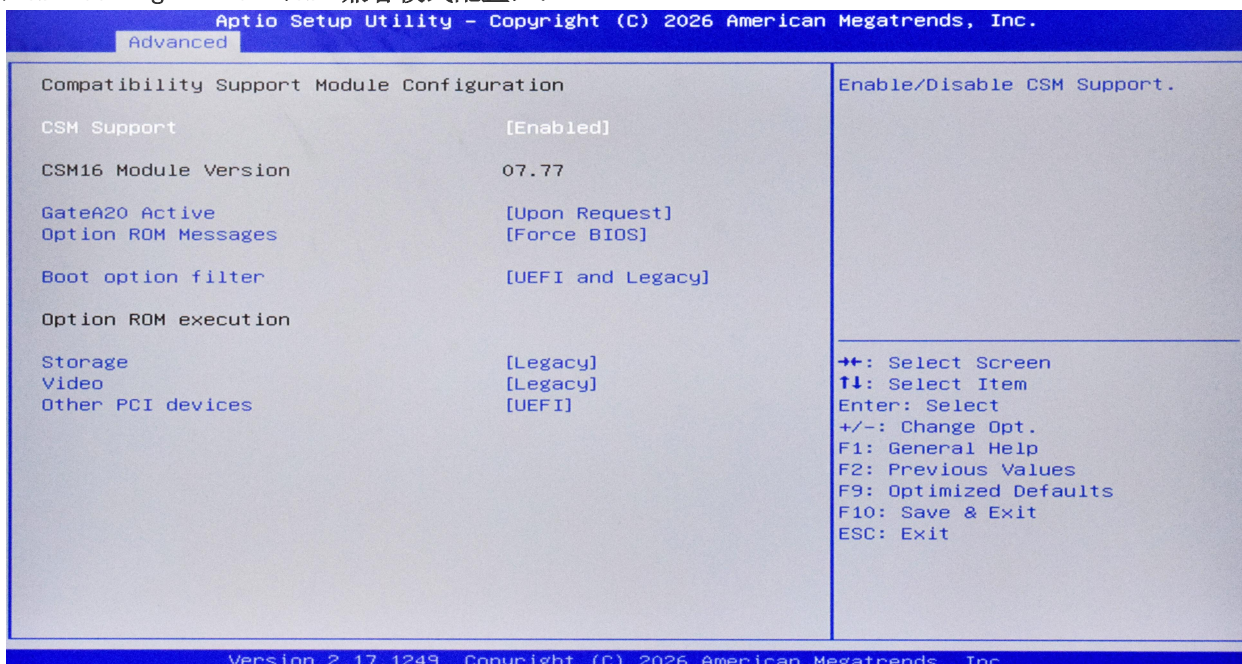 Aptio Setup Utility – Copyright (C) 2026 American Megatrends, Inc.
Advanced
Compatibility Support Module Configuration
Enable/Disable CSM Support.
CSM Support [Enabled]
CSM16 Module Version 07.77
GateA20 Active [Upon Request]
Option ROM Messages [Force BIOS]
Boot option filter [UEFI and Legacy]
Option ROM execution
Storage [Legacy]
Video [Legacy]
Other PCI devices [UEFI]
→←: Select Screen
↑↓: Select Item
Enter: Select
+/-: Change Opt.
F1: General Help
F2: Previous Values
F9: Optimized Defaults
F10: Save & Exit
ESC: Exit
Version 2.17.1249. Copyright (C) 2026 American Megatrends, Inc.